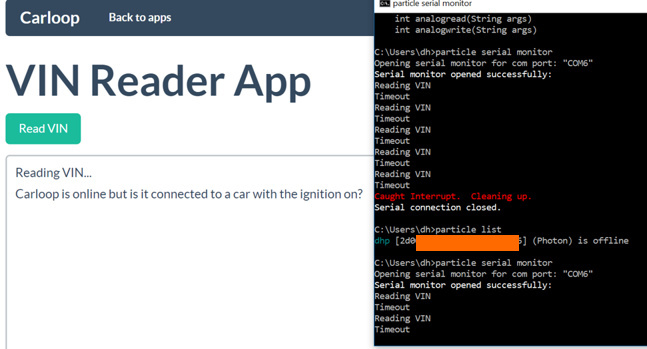 Carloop Back to apps
VIN Reader App
Read VIN
Reading VIN...
Carloop is online but is it connected to a car with the ignition on?
particle serial monitor
int analogread(String args)
int analogwrite(String args)
C:\Users\dh>particle serial monitor
Opening serial monitor for com port: "COM6"
Serial monitor opened successfully:
Reading VIN
Timeout
Reading VIN
Timeout
Reading VIN
Timeout
Reading VIN
Timeout
Reading VIN
Timeout
Caught Interrupt.  Cleaning up.
Serial connection closed.
C:\Users\dh>particle list
dhp [2d0 6] (Photon) is offline
C:\Users\dh>particle serial monitor
Opening serial monitor for com port: "COM6"
Serial monitor opened successfully:
Reading VIN
Timeout
Reading VIN
Timeout